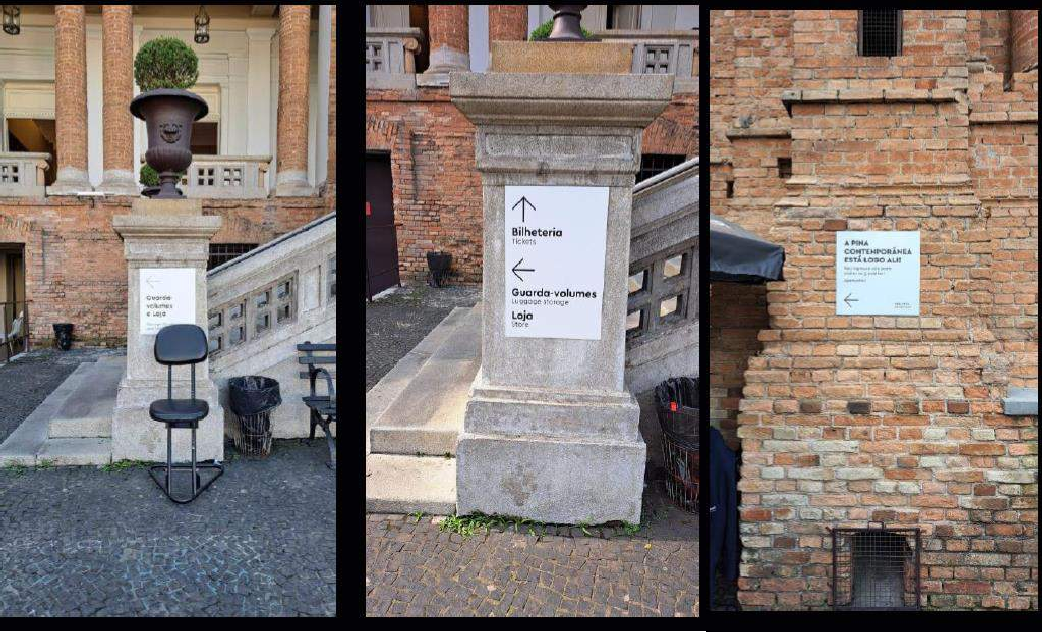 Guarda-
volumes
e Loja
Bilheteria
Tickets
Guarda-volumes
Luggage storage
Loja
Store
A PINA
CONTEMPORÂNEA
ESTÁ LOGO ALI!